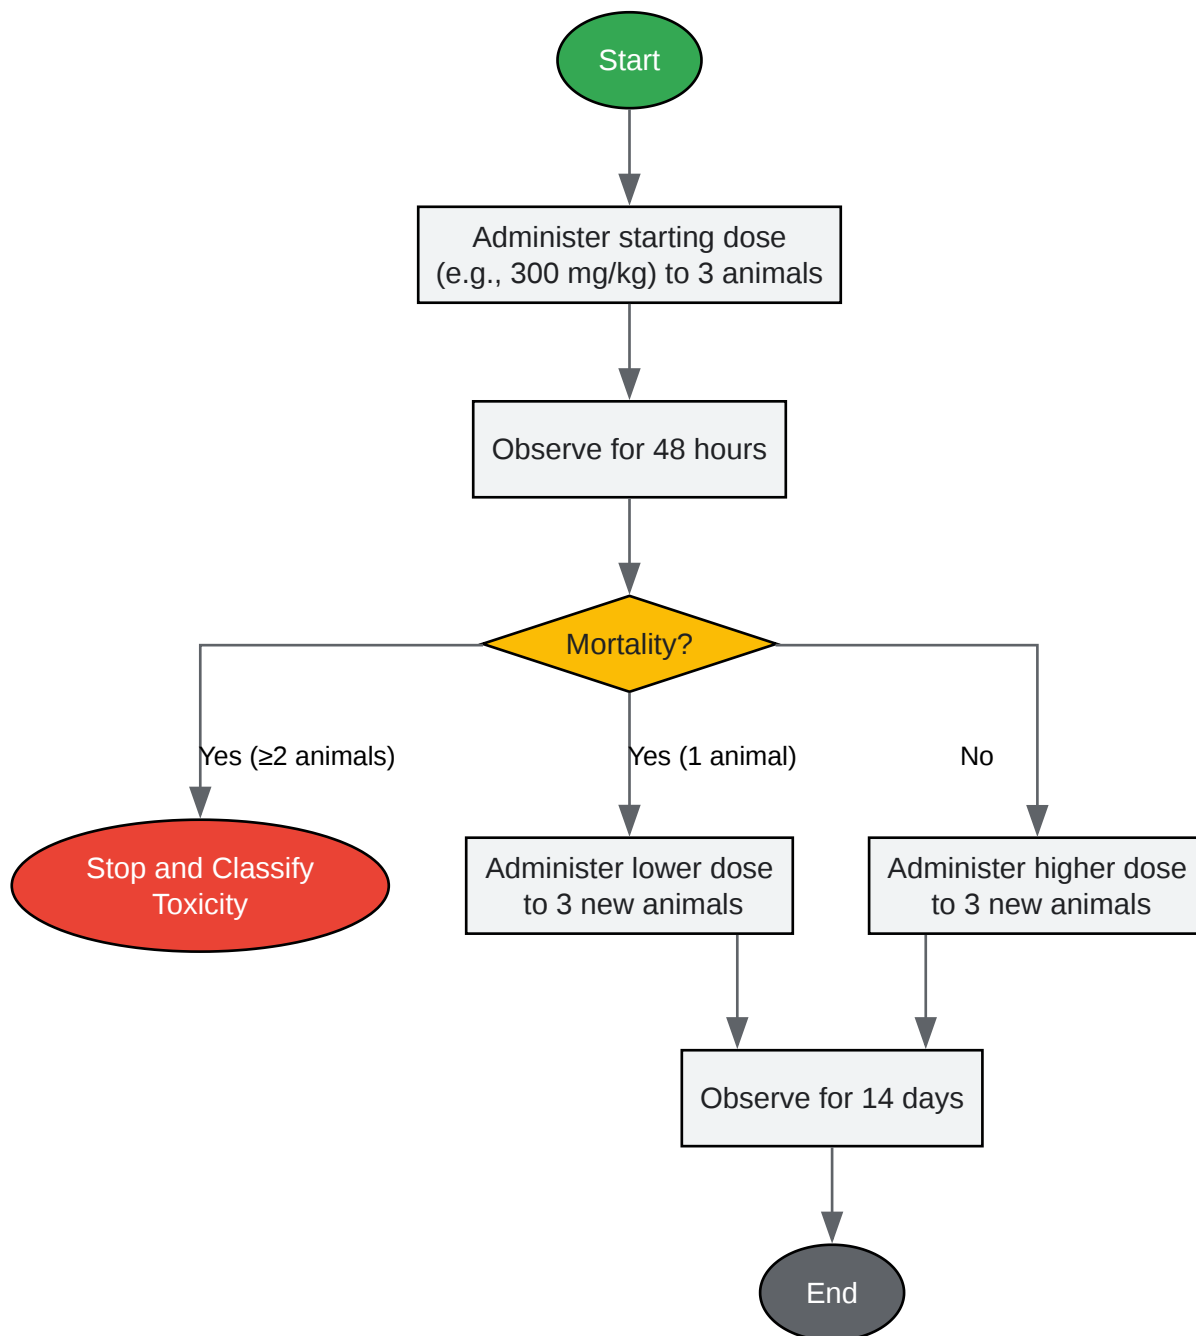 Start
Administer starting dose
(e.g., 300 mg/kg) to 3 animals
Observe for 48 hours
Mortality?
Yes (≥2 animals)
Yes (1 animal)
No
Stop and Classify
Toxicity
Administer lower dose
to 3 new animals
Administer higher dose
to 3 new animals
Observe for 14 days
End